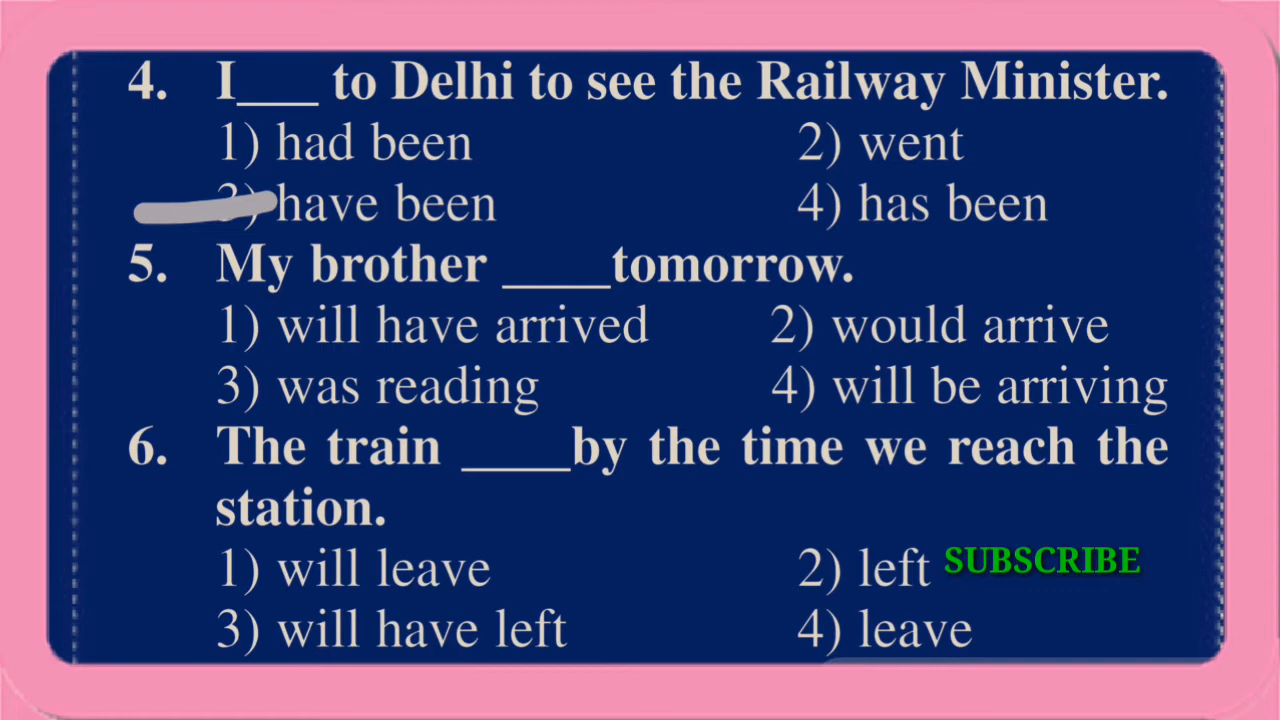 4. I___ to Delhi to see the Railway Minister.
1) had been 2) went
3) have been 4) has been
5. My brother ____tomorrow.
1) will have arrived 2) would arrive
3) was reading 4) will be arriving
6. The train ____by the time we reach the
station.
1) will leave 2) left SUBSCRIBE
3) will have left 4) leave